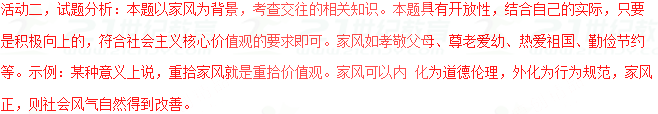 活动二，试题分析：本题以家风为背景，考查交往的相关知识。本题具有开放性，结合自己的实际，只要
是积极向上的，符合社会主义核心价值观的要求即可。家风如孝敬父母、尊老爱幼、热爱祖国、勤俭节约
等。示例：某种意义上说，重拾家风就是重拾价值观。家风可以内 化为道德伦理，外化为行为规范，家风
正，则社会风气自然得到改善。